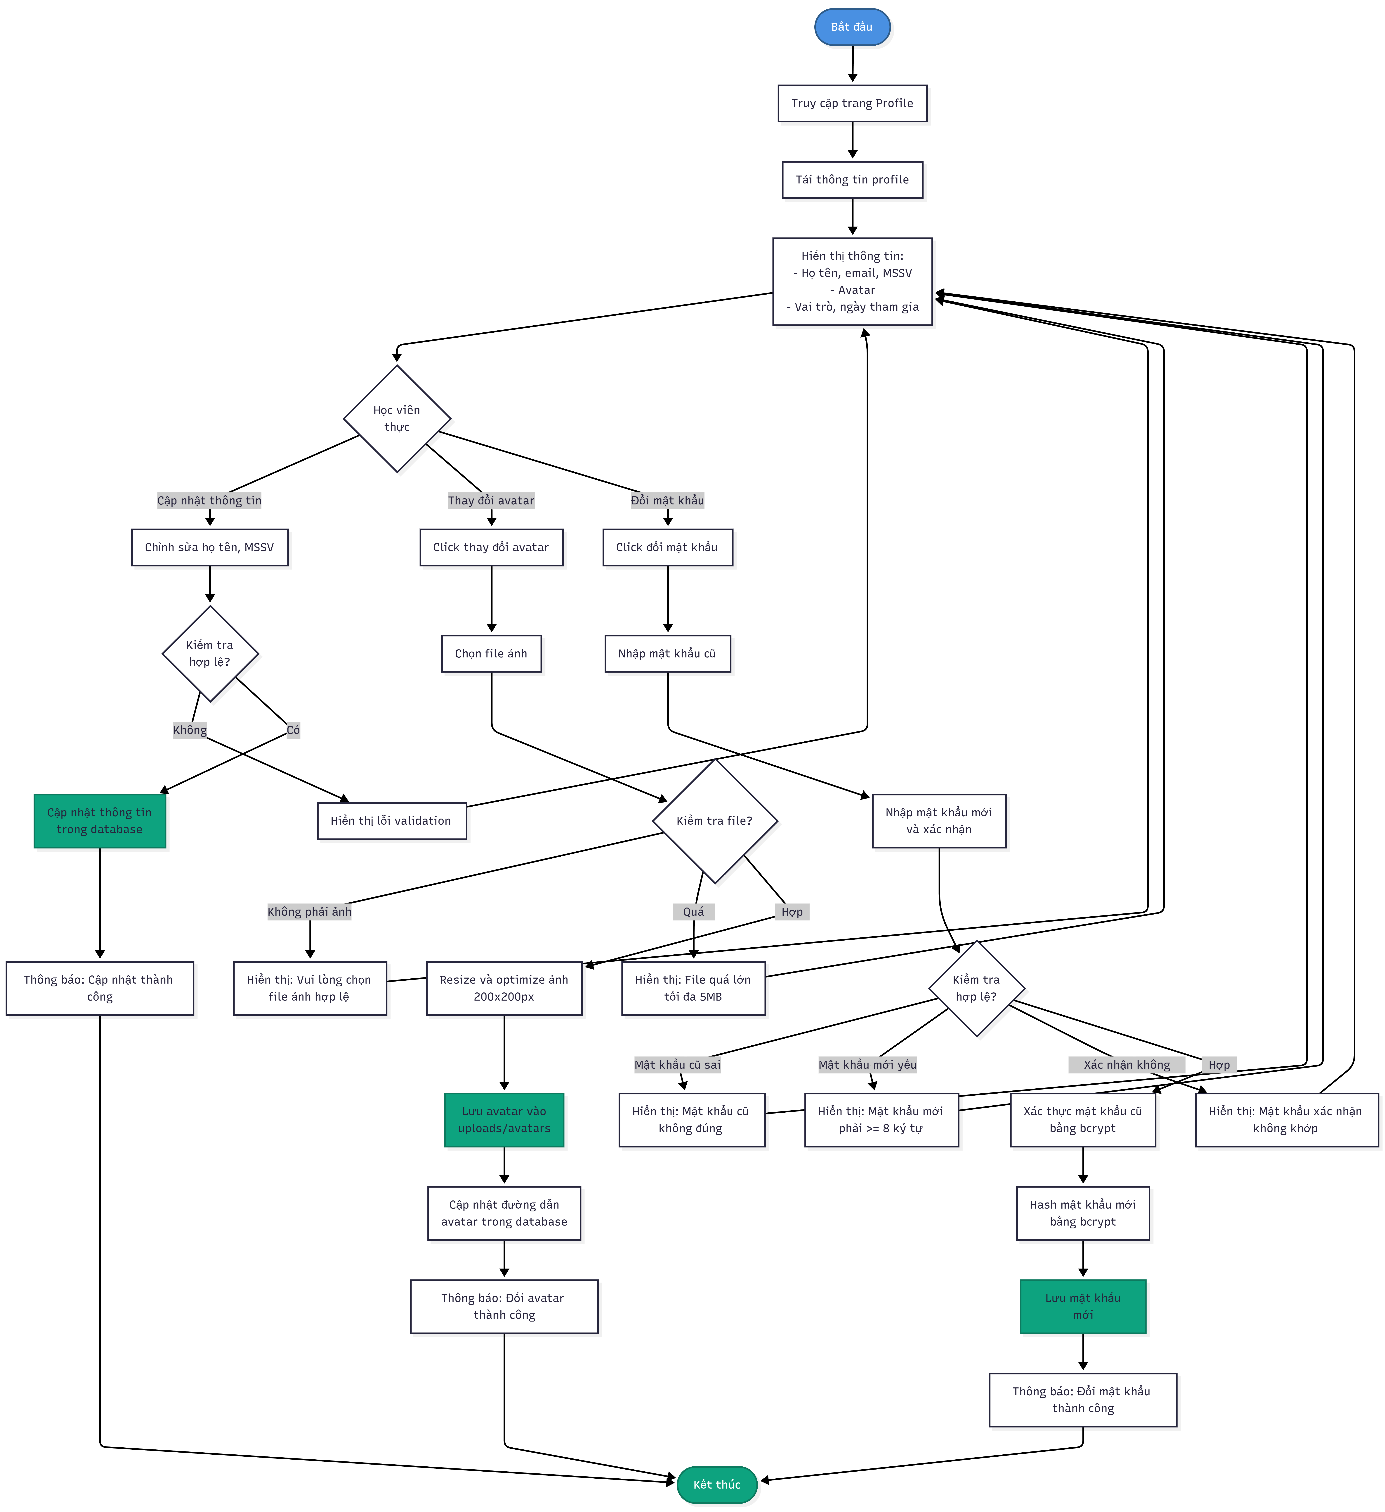 Bắt đầu
Truy cập trang Profile
Tải thông tin profile
Hiển thị thông tin:
- Họ tên, email, MSSV
- Avatar
- Vai trò, ngày tham gia
Học viên
thực
Cập nhật thông tin
Thay đổi avatar
Đổi mật khẩu
Chỉnh sửa họ tên, MSSV
Click thay đổi avatar
Click đổi mật khẩu
Kiểm tra
hợp lệ?
Chọn file ảnh
Nhập mật khẩu cũ
Không
Có
Cập nhật thông tin
trong database
Hiển thị lỗi validation
Kiểm tra file?
Nhập mật khẩu mới
và xác nhận
Không phải ảnh
Quá
Hợp
Thông báo: Cập nhật thành
công
Hiển thị: Vui lòng chọn
file ảnh hợp lệ
Resize và optimize ảnh
200x200px
Hiển thị: File quá lớn
tối đa 5MB
Kiểm tra
hợp lệ?
Mật khẩu cũ sai
Mật khẩu mới yếu
Xác nhận không
Hợp
Lưu avatar vào
uploads/avatars
Hiển thị: Mật khẩu cũ
không đúng
Hiển thị: Mật khẩu mới
phải >= 8 ký tự
Xác thực mật khẩu cũ
bằng bcrypt
Hiển thị: Mật khẩu xác nhận
không khớp
Cập nhật đường dẫn
avatar trong database
Hash mật khẩu mới
bằng bcrypt
Thông báo: Đổi avatar
thành công
Lưu mật khẩu
mới
Thông báo: Đổi mật khẩu
thành công
Kết thúc